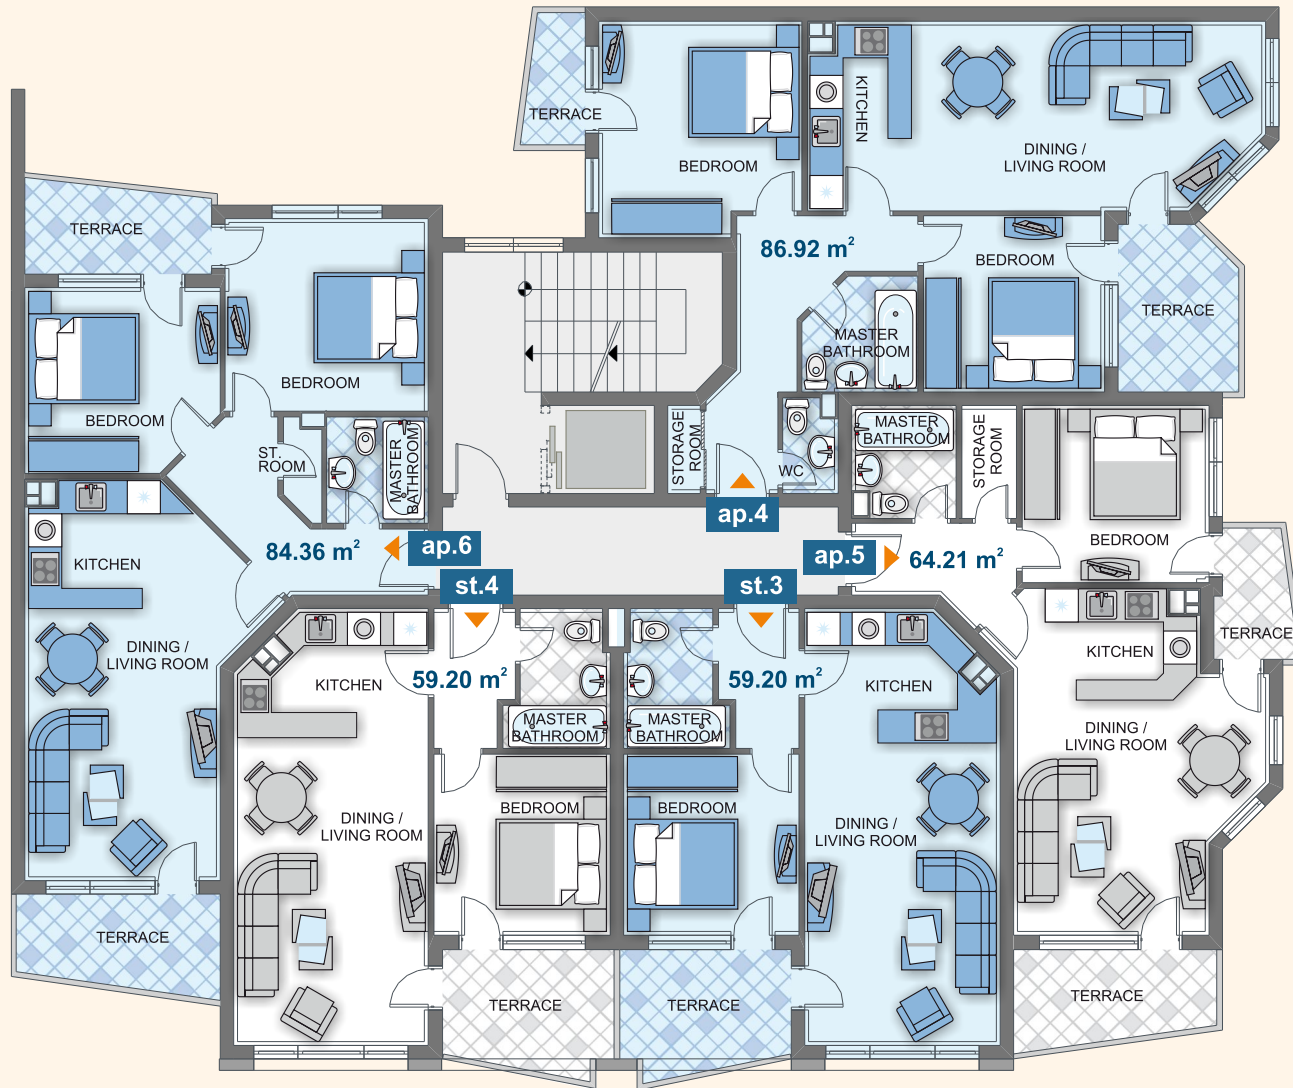 TERRACE
BEDROOM
KITCHEN
DINING /
LIVING ROOM
86.92 m²
BEDROOM
TERRACE
MASTER
BATHROOM
STORAGE
ROOM
WC
ap.4
TERRACE
BEDROOM
BEDROOM
ST.
ROOM
MASTER
BATHROOM
84.36 m²
ap.6
KITCHEN
DINING /
LIVING ROOM
TERRACE
MASTER
BATHROOM
STORAGE
ROOM
BEDROOM
ap.5
64.21 m²
TERRACE
KITCHEN
DINING /
LIVING ROOM
TERRACE
st.4
59.20 m²
KITCHEN
MASTER
BATHROOM
BEDROOM
DINING /
LIVING ROOM
TERRACE
st.3
59.20 m²
KITCHEN
MASTER
BATHROOM
BEDROOM
DINING /
LIVING ROOM
TERRACE